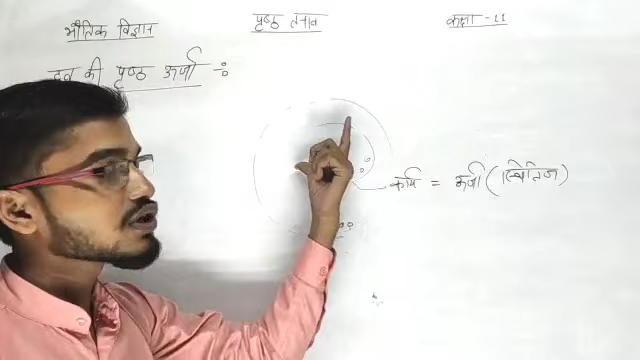 भौतिक विज्ञान
पृष्ठ तनाव
कक्षा -11
द्रव की पृष्ठ ऊर्जा ÷
कार्य = ऊर्जा (स्थितिज)